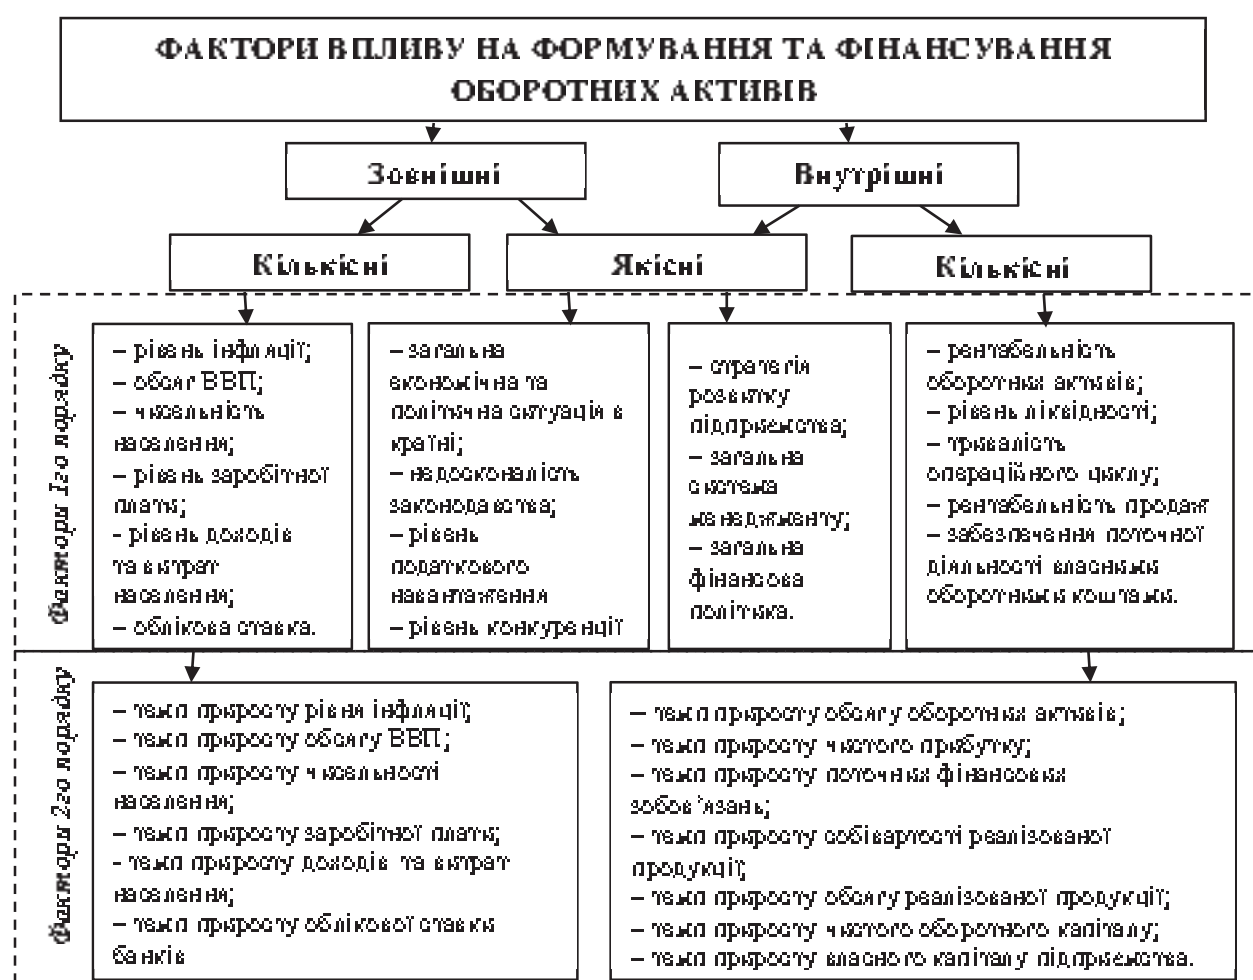 ФАКТОРИ ВПЛИВУ НА ФОРМУВАННЯ ТА ФІНАНСУВАННЯ
ОБОРОТНИХ АКТИВІВ
Зовнішні
Внутрішні
Кількісні
Якісні
Кількісні
Фактори 1го порядку
– рівень інфляції;
– обсяг ВВП;
– чисельність
населення;
– рівень заробітної
плати;
- рівень доходів
та витрат
населення;
– облікова ставка.
– загальна
економічна та
політична ситуація в
країні;
– недосконалість
законодавства;
– рівень
податкового
навантаження
– рівень конкуренції
– стратегія
розвитку
підприємства;
– загальна
система
менеджменту;
– загальна
фінансова
політика.
– рентабельність
оборотних активів;
– рівень ліквідності;
– тривалість
операційного циклу;
– рентабельність продаж
– забезпечення поточної
діяльності власними
оборотними коштами.
Фактори 2го порядку
– темп приросту рівня інфляції;
– темп приросту обсягу ВВП;
– темп приросту чисельності
населення;
– темп приросту заробітної плати;
- темп приросту доходів та витрат
населення;
– темп приросту облікової ставки
банків
– темп приросту обсягу оборотних активів;
– темп приросту чистого прибутку;
– темп приросту поточних фінансових
зобов’язань;
– темп приросту собівартості реалізованої
продукції;
– темп приросту обсягу реалізованої продукції;
– темп приросту чистого оборотного капіталу;
– темп приросту власного капіталу підприємства.